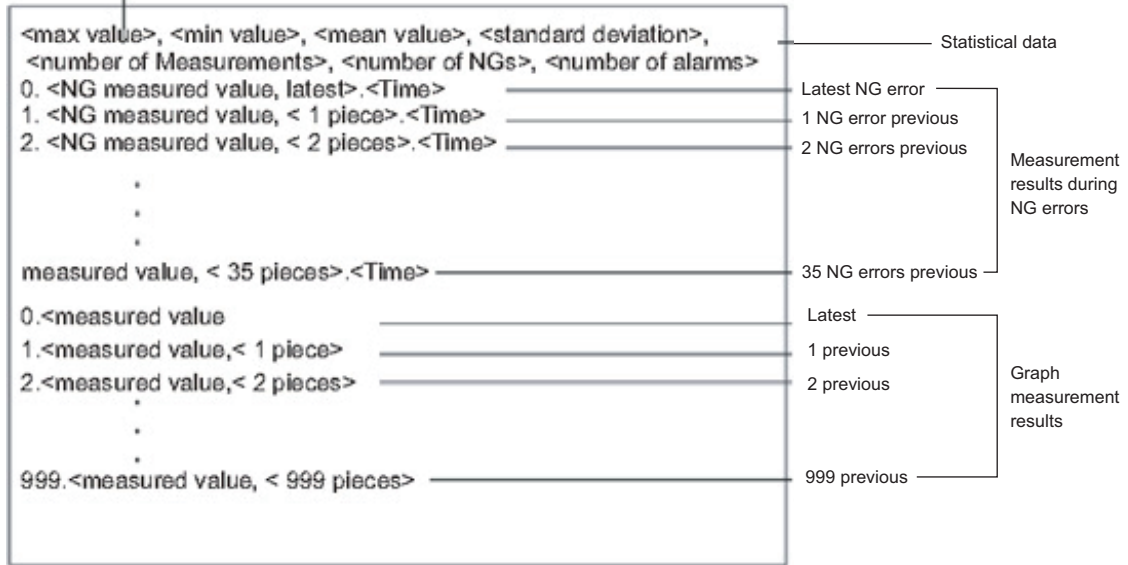 <max value>, <min value>, <mean value>, <standard deviation>,
<number of Measurements>, <number of NGs>, <number of alarms>
Statistical data
0. <NG measured value, latest>.<Time>
Latest NG error
1. <NG measured value, < 1 piece>.<Time>
1 NG error previous
2. <NG measured value, < 2 pieces>.<Time>
2 NG errors previous
Measurement
results during
NG errors
measured value, < 35 pieces>.<Time>
35 NG errors previous
0.<measured value
Latest
1.<measured value,< 1 piece>
1 previous
2.<measured value,< 2 pieces>
2 previous
Graph
measurement
results
999.<measured value, < 999 pieces>
999 previous